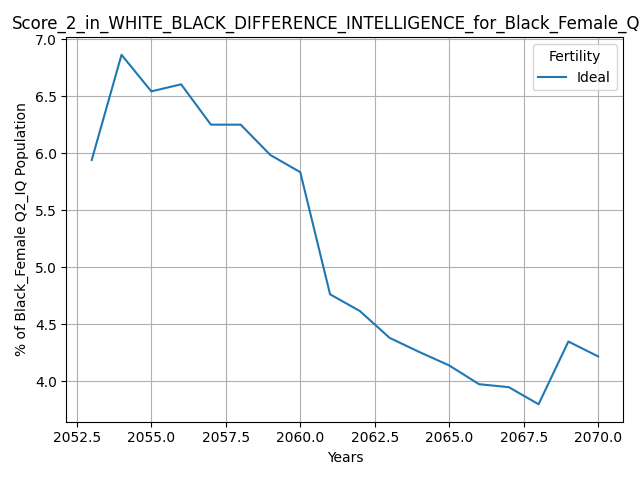 Score_2_in_WHITE_BLACK_DIFFERENCE_INTELLIGENCE_for_Black_Female_Q
7.0
6.5
6.0
5.5
5.0
4.5
4.0
% of Black_Female Q2_IQ Population
Fertility
Ideal
2052.5 2055.0 2057.5 2060.0 2062.5 2065.0 2067.5 2070.0
Years